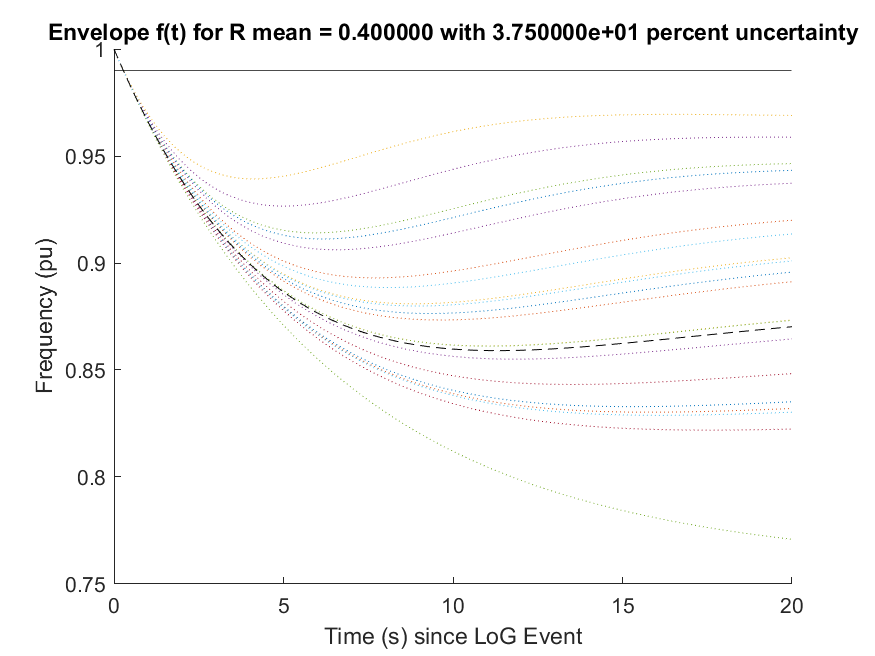 Envelope f(t) for R mean = 0.400000 with 3.750000e+01 percent uncertainty
1
0.95
0.9
0.85
0.8
0.75
Frequency (pu)
0 5 10 15 20
Time (s) since LoG Event